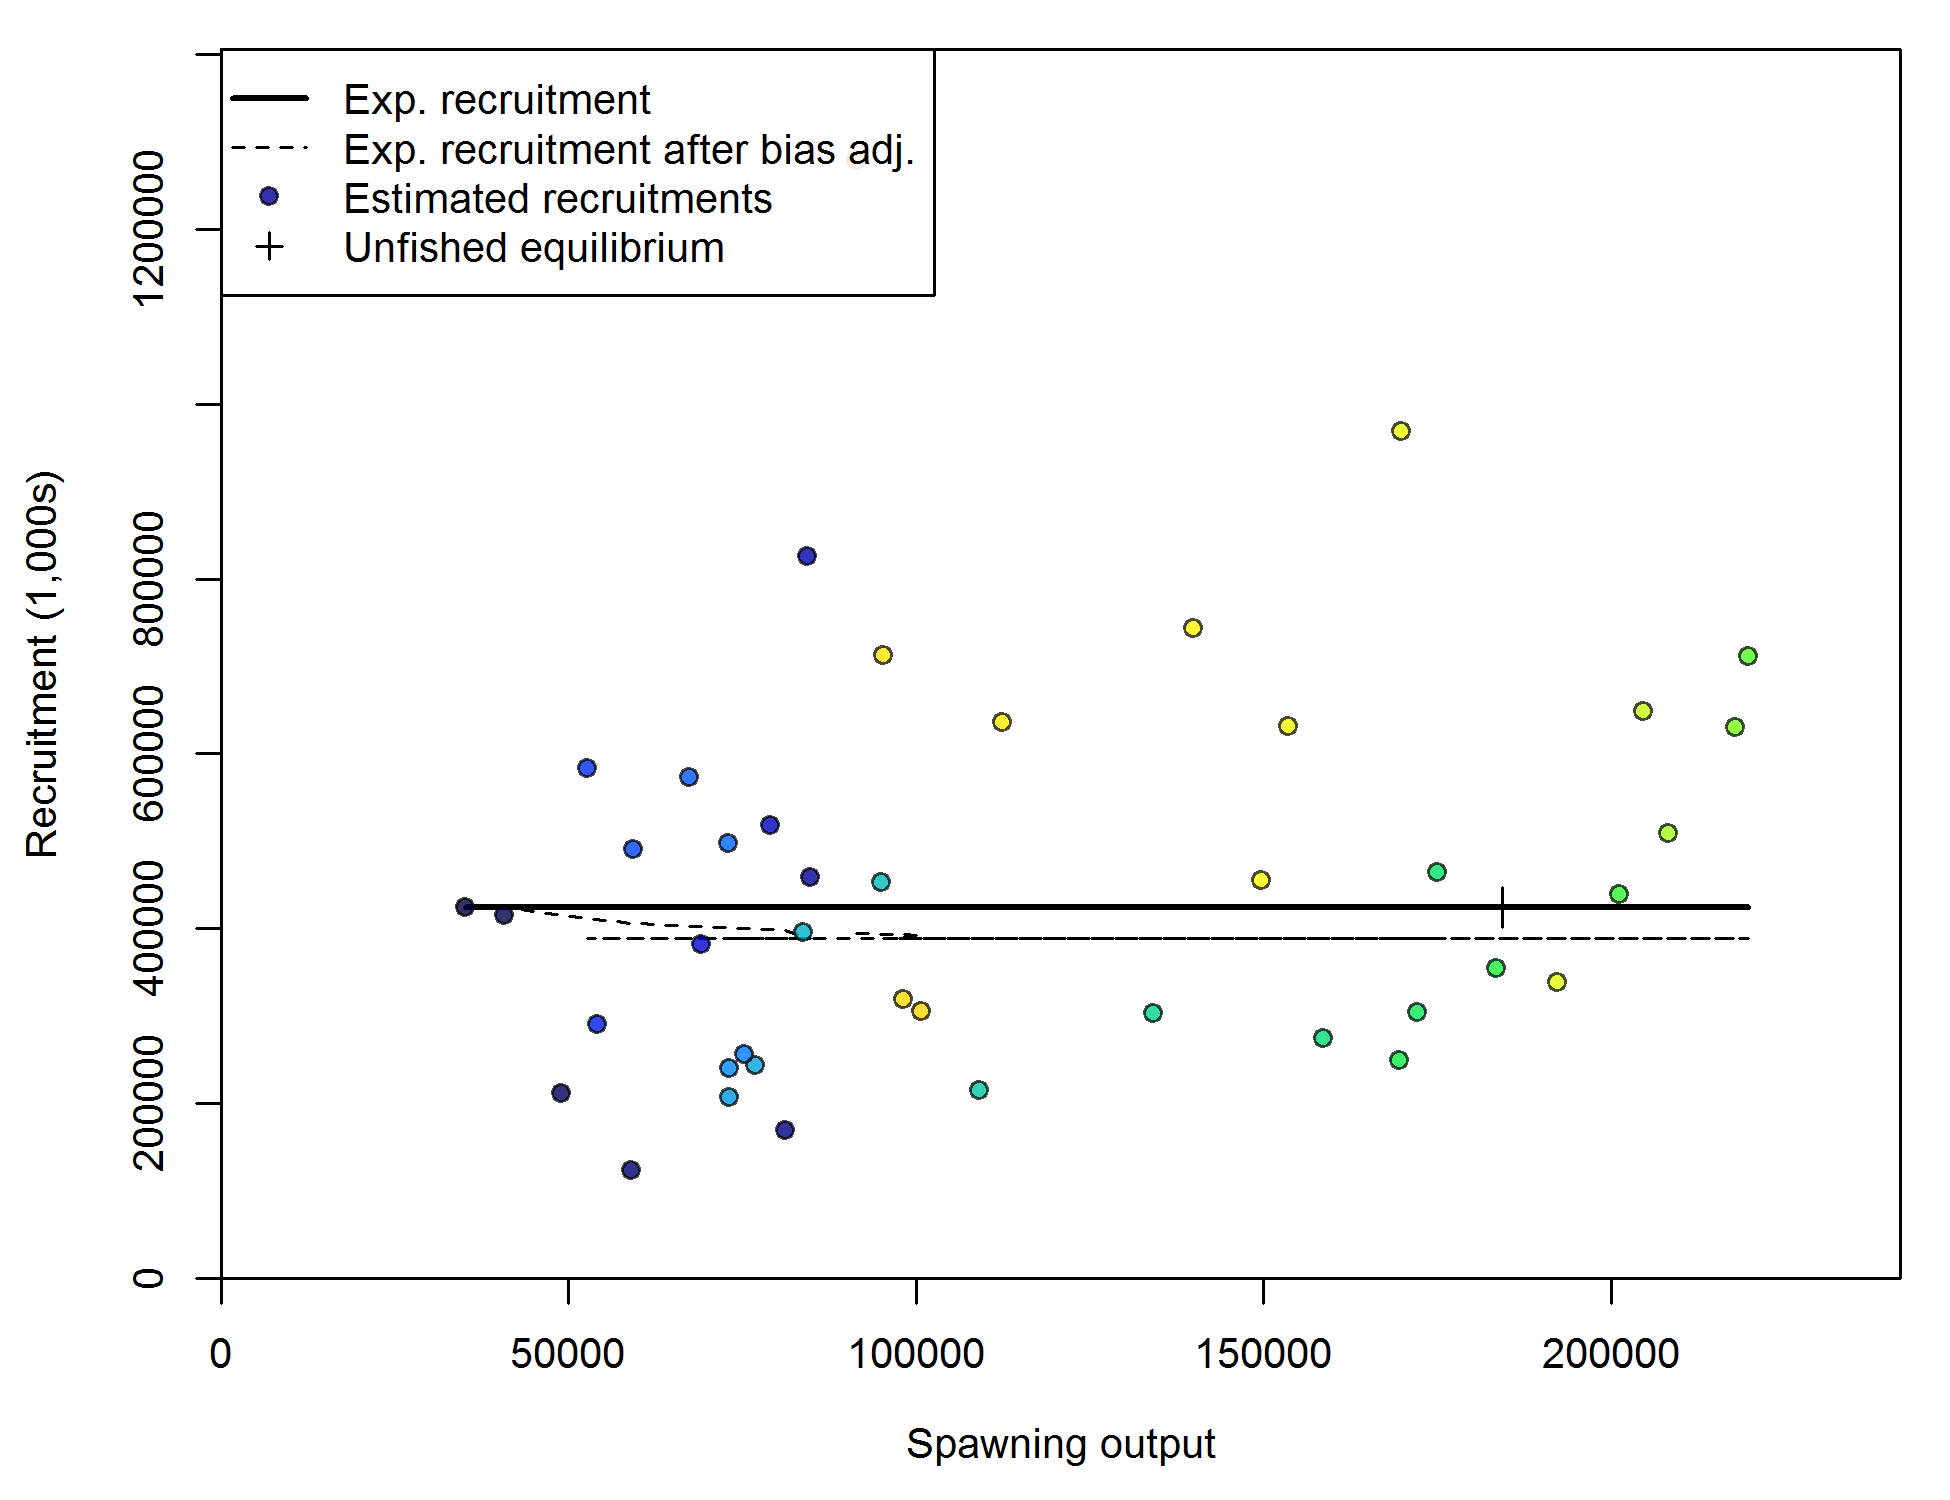 Exp. recruitment
Exp. recruitment after bias adj.
Estimated recruitments
Unfished equilibrium
Recruitment (1,000s)
1200000
800000
600000
400000
200000
0
0 50000 100000 150000 200000
Spawning output